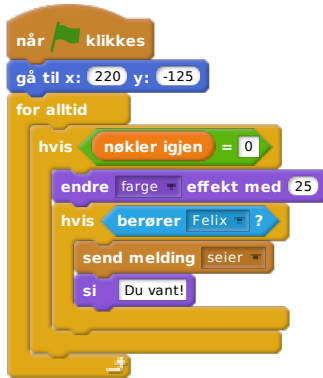 når klikkes
gå til x: 220 y: -125
for alltid
hvis nøkler igjen = 0
endre farge effekt med 25
hvis berører Felix ?
send melding seier
si Du vant!